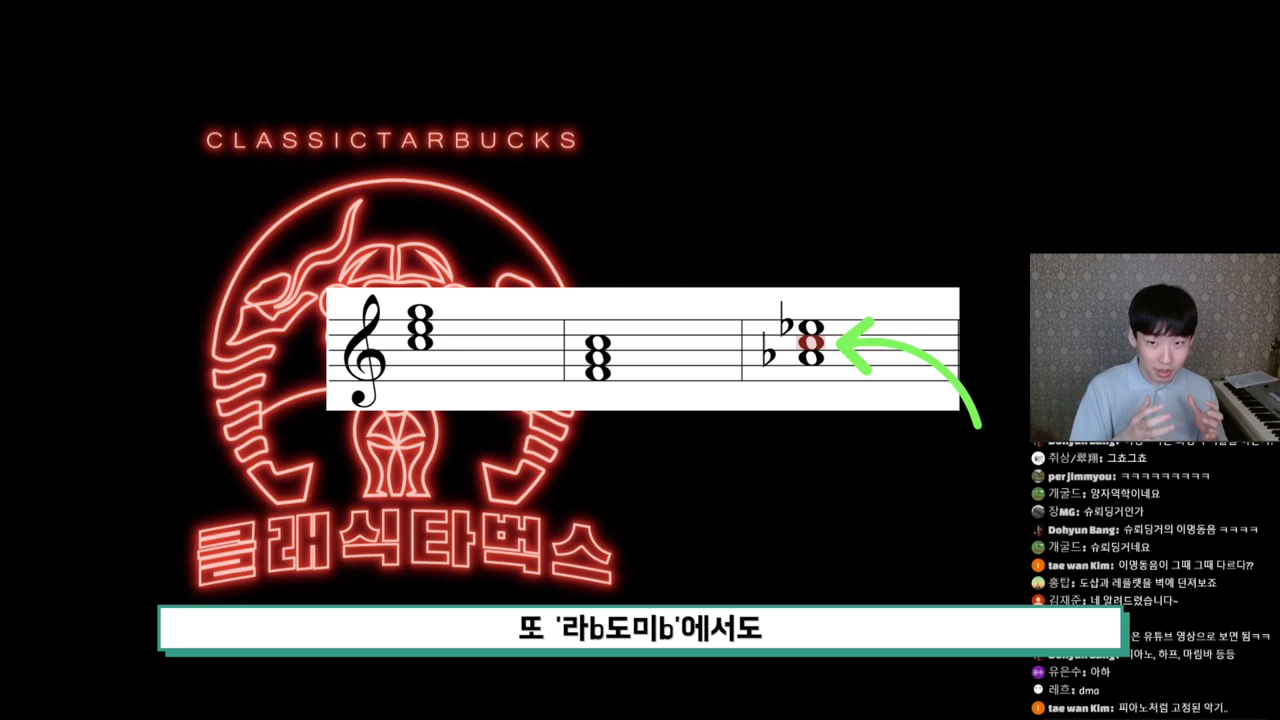 CLASSICTARBUCKS
클래식타벅스
또 '라b도미b'에서도
취상/翠翔: 그쵸그쵸
per jimmyou: ㅋㅋㅋㅋㅋㅋㅋㅋㅋ
개굴드: 양자역학이네요
장MG: 슈뢰딩거인가
Dohyun Bang: 슈뢰딩거의 이명동음 ㅋㅋㅋㅋ
개굴드: 슈뢰딩거네요
tae wan Kim: 이명동음이 그때 그때 다르다??
홍탑: 도샵과 레플랫을 벽에 던져보죠
김재준: 네 알려드렸습니다~
은 유튜브 영상으로 보면 됨ㅋㅋ
피아노, 하프, 마림바 등등
유은수: 아하
레흐: dma
tae wan Kim: 피아노처럼 고정된 악기..